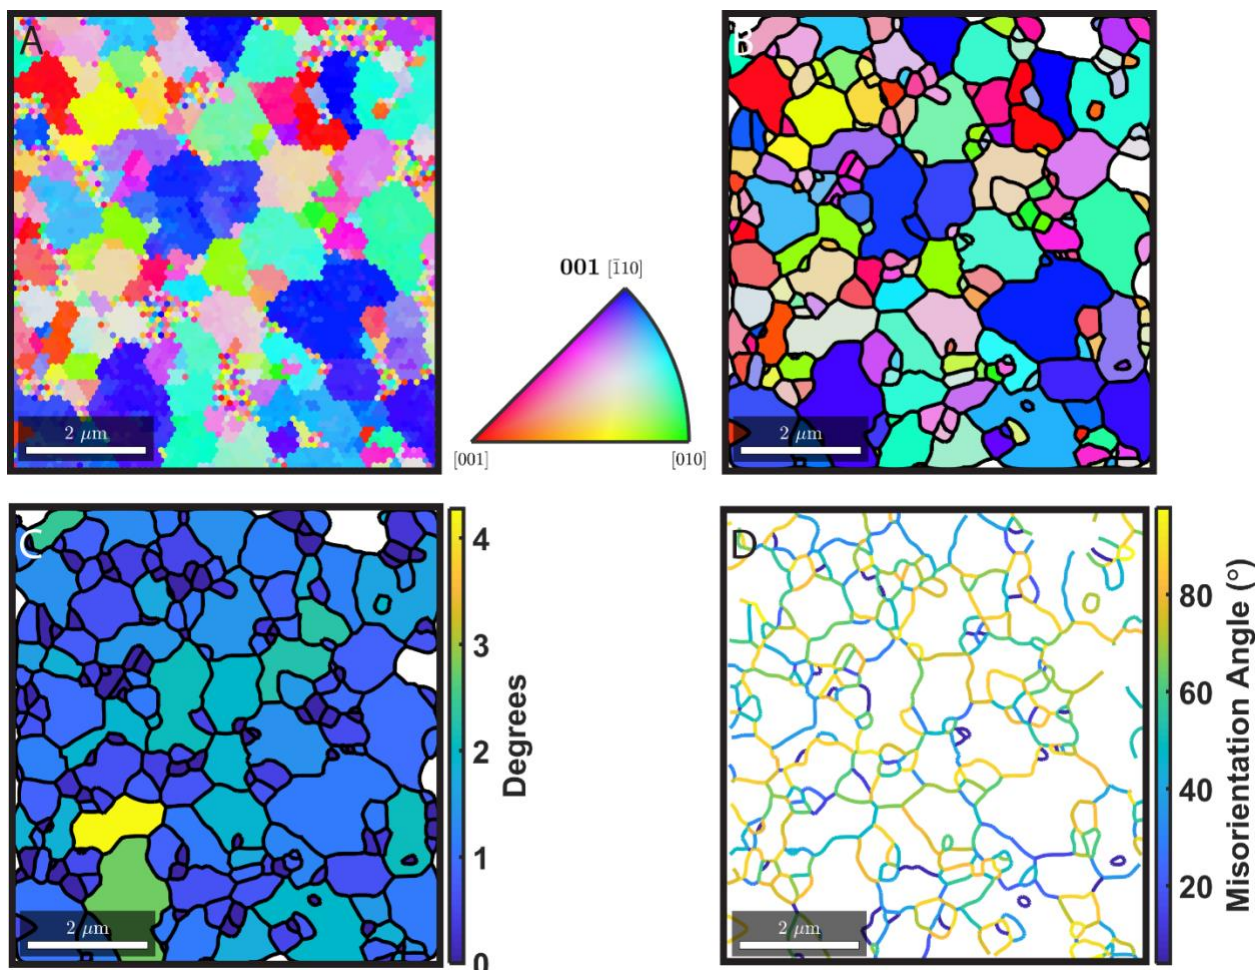 A
B
2 μm
001 [1̄10]
[001]
[010]
2 μm
C
4
3
2
1
0
Degrees
2 μm
D
80
60
40
20
Misorientation Angle (°)
2 μm